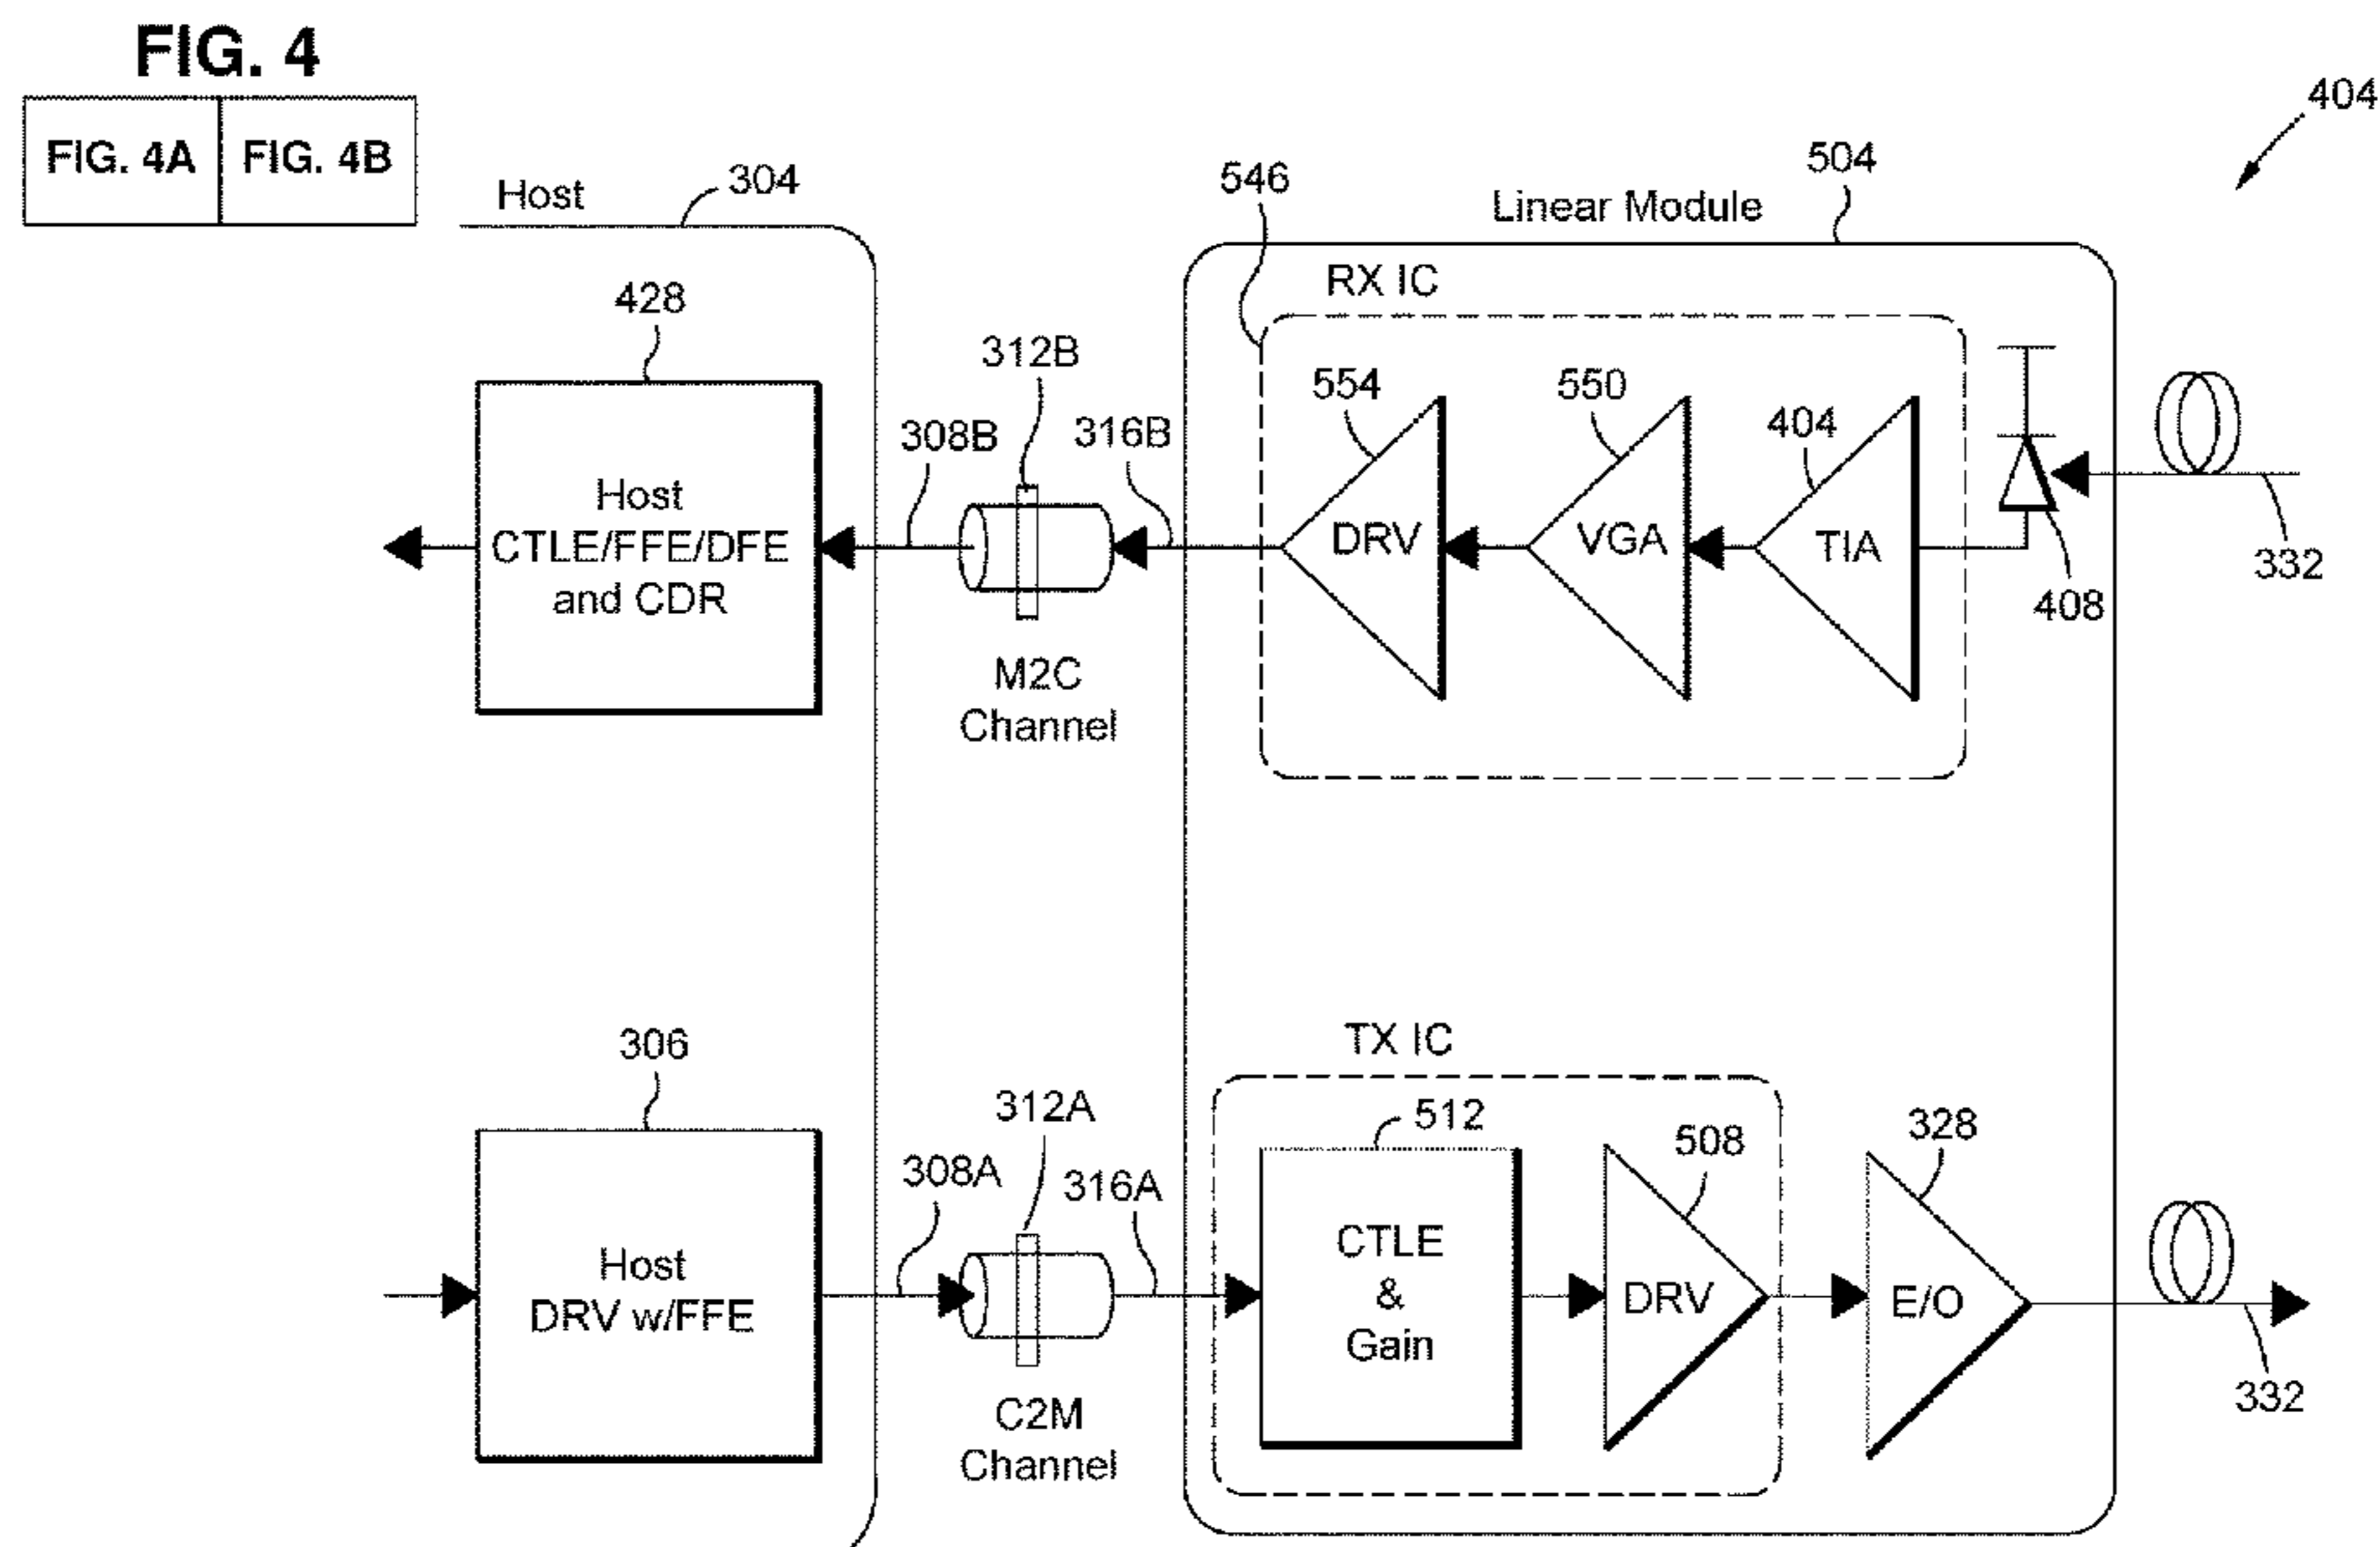 FIG. 4
FIG. 4A FIG. 4B
404
Host
304
504
546
Linear Module
RX IC
428
312B
554
550
404
308B
316B
Host
CTLE/FFE/DFE
and CDR
DRV
VGA
TIA
332
408
M2C
Channel
306
TX IC
312A
512
508
328
308A
316A
Host
DRV w/FFE
CTLE
&
Gain
DRV
E/O
332
C2M
Channel